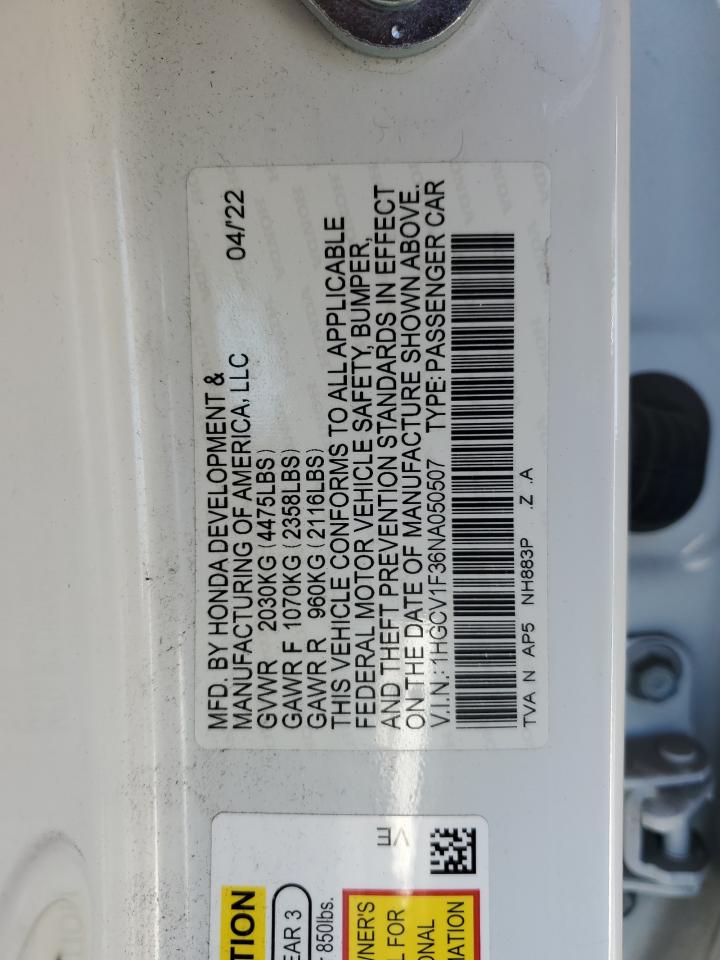 MFD. BY HONDA DEVELOPMENT & 04/'22
MANUFACTURING OF AMERICA, LLC
GVWR 2030KG (4475LBS)
GAWR F 1070KG (2358LBS)
GAWR R 960KG (2116LBS)
THIS VEHICLE CONFORMS TO ALL APPLICABLE
FEDERAL MOTOR VEHICLE SAFETY, BUMPER,
AND THEFT PREVENTION STANDARDS IN EFFECT
ON THE DATE OF MANUFACTURE SHOWN ABOVE.
V.I.N.: 1HGCV1F36NA050507 TYPE: PASSENGER CAR
TVA N AP5 NH883P .Z .A
VE
TION
EAR 3
850lbs.
NER'S
L FOR
ONAL
ATION